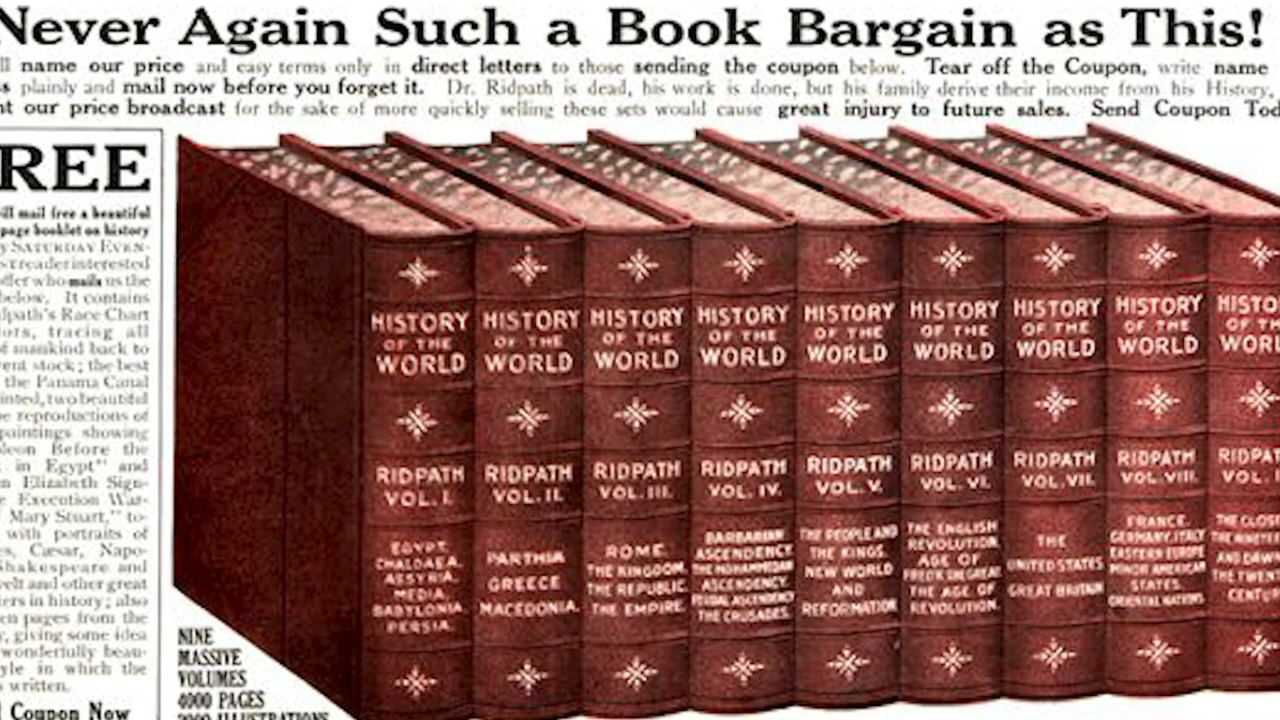 Never Again Such a Book Bargain as This!
name our price and easy terms only in direct letters to those sending the coupon below. Tear off the Coupon, write name
plainly and mail now before you forget it. Dr. Ridpath is dead, his work is done, but his family derive their income from his History,
our price broadcast for the sake of more quickly selling these sets would cause great injury to future sales. Send Coupon Tod
REE
ill mail free a beautiful
page booklet on history
y SATURDAY EVEN-
reader interested
offer who mails us the
below. It contains
dpath's Race Chart
ors, tracing all
of mankind back to
rent stock; the best
the Panama Canal
inted, two beautiful
e reproductions of
paintings showing
oleon Before the
in Egypt" and
n Elizabeth Sign-
e Execution War-
Mary Stuart," to-
with portraits of
es, Cæsar, Napo-
Shakespeare and
velt and other great
ers in history; also
en pages from the
y, giving some idea
wonderfully beau-
yle in which the
s written.
Coupon Now
HISTORY
OF THE
WORLD
RIDPATH
VOL. I.
EGYPT,
CHALDAEA,
ASSYRIA,
MEDIA,
BABYLONIA,
PERSIA.
HISTORY
OF THE
WORLD
RIDPATH
VOL. II.
PARTHIA
GREECE
MACEDONIA.
HISTORY
OF THE
WORLD
RIDPATH
VOL. III.
ROME.
THE KINGDOM.
THE REPUBLIC.
THE EMPIRE.
HISTORY
OF THE
WORLD
RIDPATH
VOL. IV.
BARBARIAN
ASCENDENCY.
THE MOHAMMEDAN
ASCENDENCY
FEUDAL ASCENDENCY
THE CRUSADES.
HISTORY
OF THE
WORLD
RIDPATH
VOL. V.
THE PEOPLE AND
THE KINGS.
NEW WORLD
AND
REFORMATION
HISTORY
OF THE
WORLD
RIDPATH
VOL. VI.
THE ENGLISH
REVOLUTION.
AGE OF
FRED'K THE GREAT
THE AGE OF
REVOLUTION.
HISTORY
OF THE
WORLD
RIDPATH
VOL. VII.
THE
UNITED STATES
GREAT BRITAIN
HISTORY
OF THE
WORLD
RIDPATH
VOL. VIII.
FRANCE.
GERMANY, ITALY
EASTERN EUROPE
MINOR AMERICAN
STATES.
ORIENTAL NATIONS.
HISTO
OF TH
WORL
RIDPAT
VOL. I
THE CLOSE
THE NINETEE
AND DAWN
THE TWENT
CENTUR
NINE
MASSIVE
VOLUMES
4000 PAGES
2000 ILLUSTRATIONS